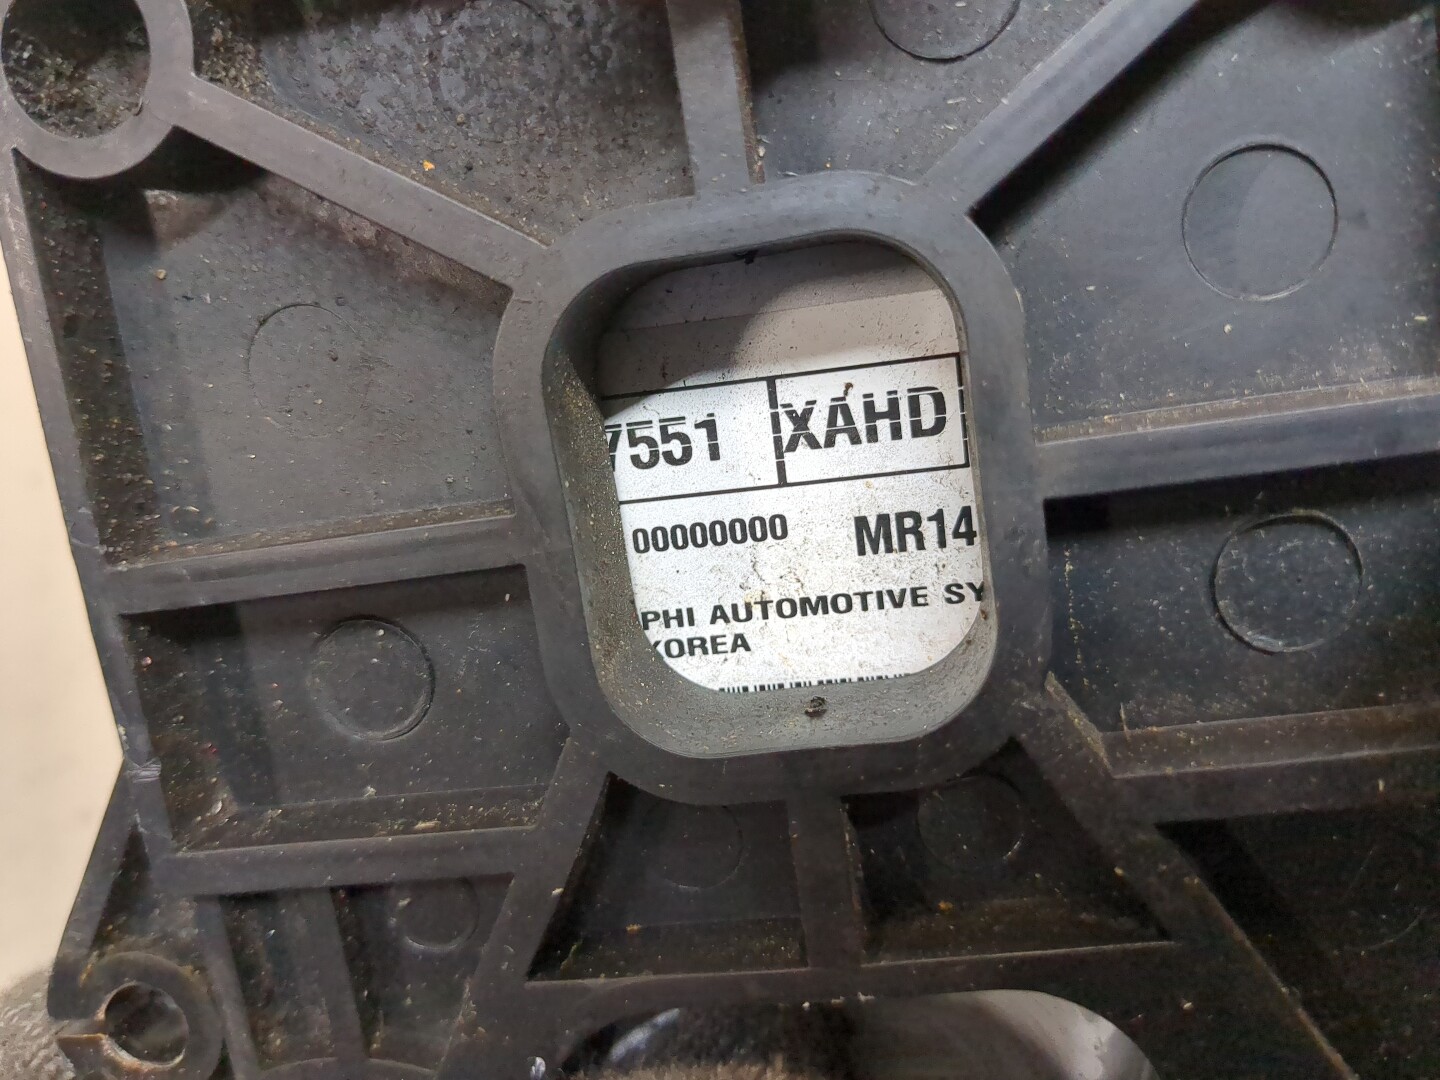 7551 XAHD
00000000 MR14
PHI AUTOMOTIVE SY
KOREA